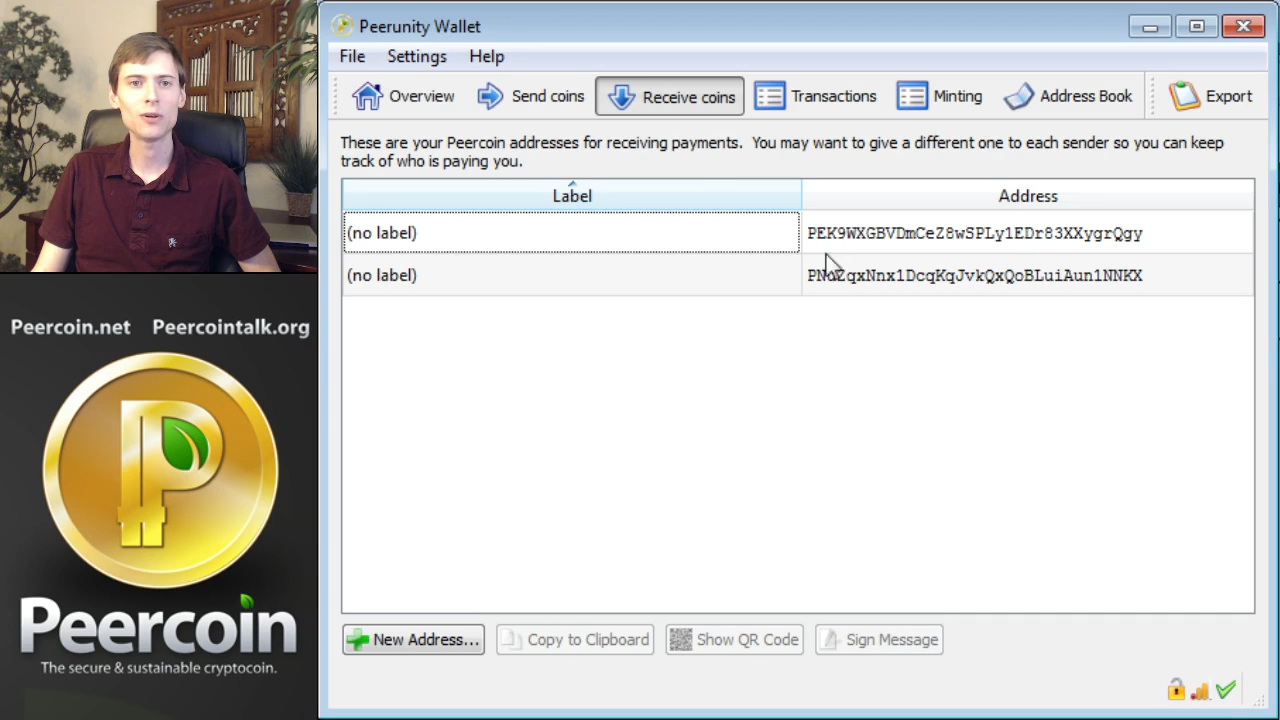 Peerunity Wallet
File Settings Help
Overview Send coins Receive coins Transactions Minting Address Book Export
These are your Peercoin addresses for receiving payments. You may want to give a different one to each sender so you can keep
track of who is paying you.
Label Address
(no label) PEK9WXGBVDmCeZ8wSPLy1EDr83XXygrQgy
(no label)
New Address... Copy to Clipboard Show QR Code Sign Message
Peercoin.net Peercointalk.org
Peercoin
The secure & sustainable cryptocoin.